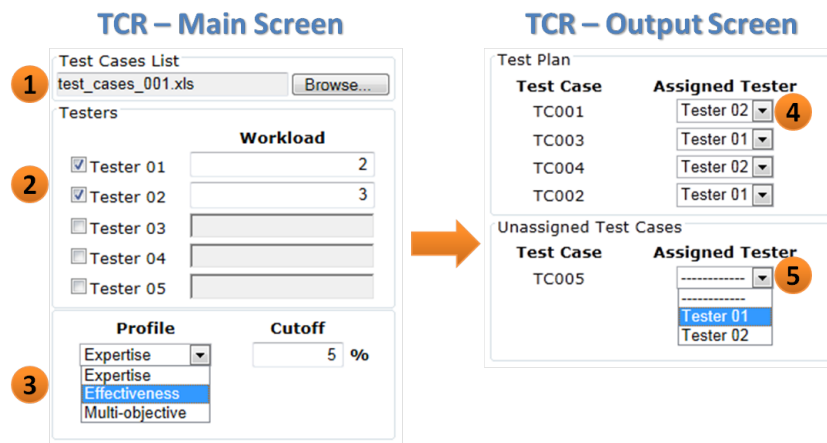 TCR – Main Screen
Test Cases List
1
test_cases_001.xls
Browse...
Testers
Workload
2
Tester 01
2
Tester 02
3
Tester 03
Tester 04
Tester 05
Profile
Cutoff
Expertise
5 %
3
Expertise
Effectiveness
Multi-objective
TCR – Output Screen
Test Plan
Test Case
Assigned Tester
TC001
Tester 02
4
TC003
Tester 01
TC004
Tester 02
TC002
Tester 01
Unassigned Test Cases
Test Case
Assigned Tester
TC005
------------
5
------------
Tester 01
Tester 02